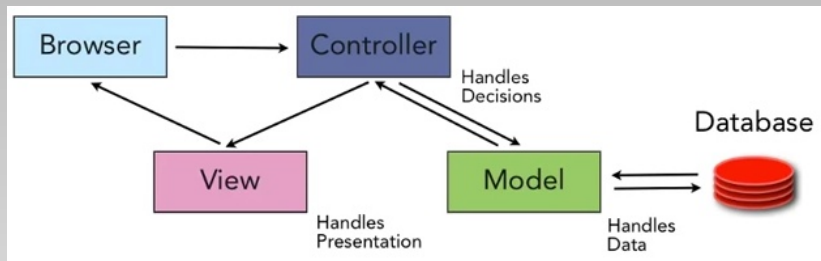 Browser
Controller
Handles
Decisions
Database
View
Model
Handles
Presentation
Handles
Data